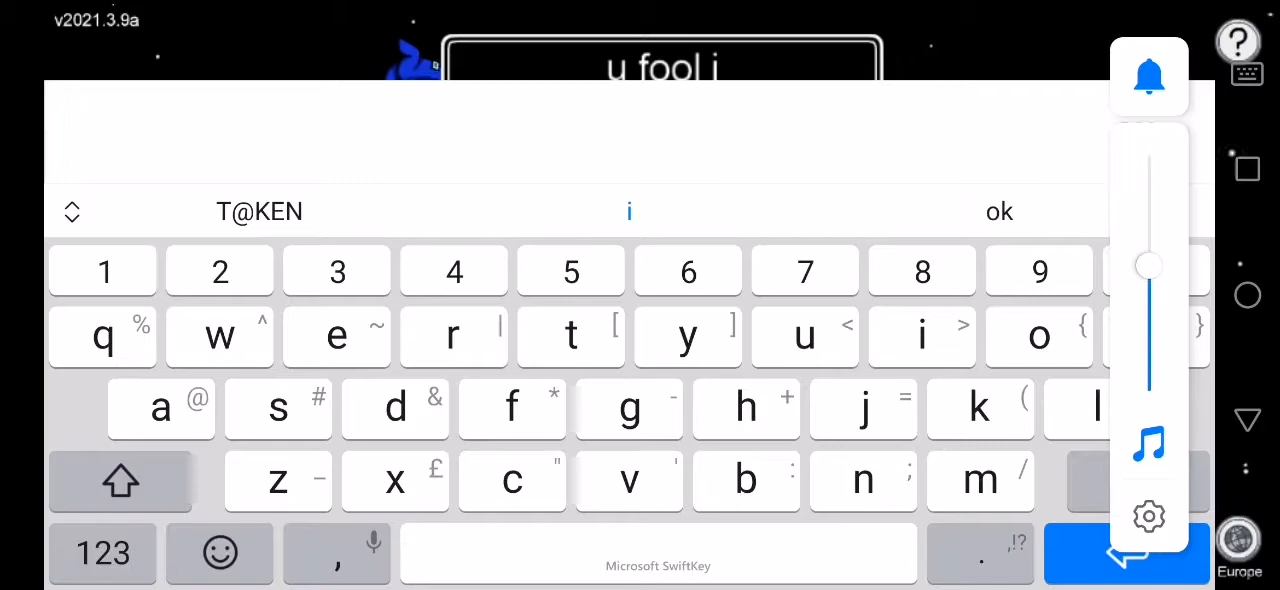 v2021.3.9a
u fool i
T@KEN i ok
1 2 3 4 5 6 7 8 9
q % w ^ e ~ r | t [ y ] u < i > o { }
a @ s # d & f * g - h + j = k ( l
z _ x £ c " v ' b : n ; m /
123 , Microsoft SwiftKey . ,!?
?
Europe